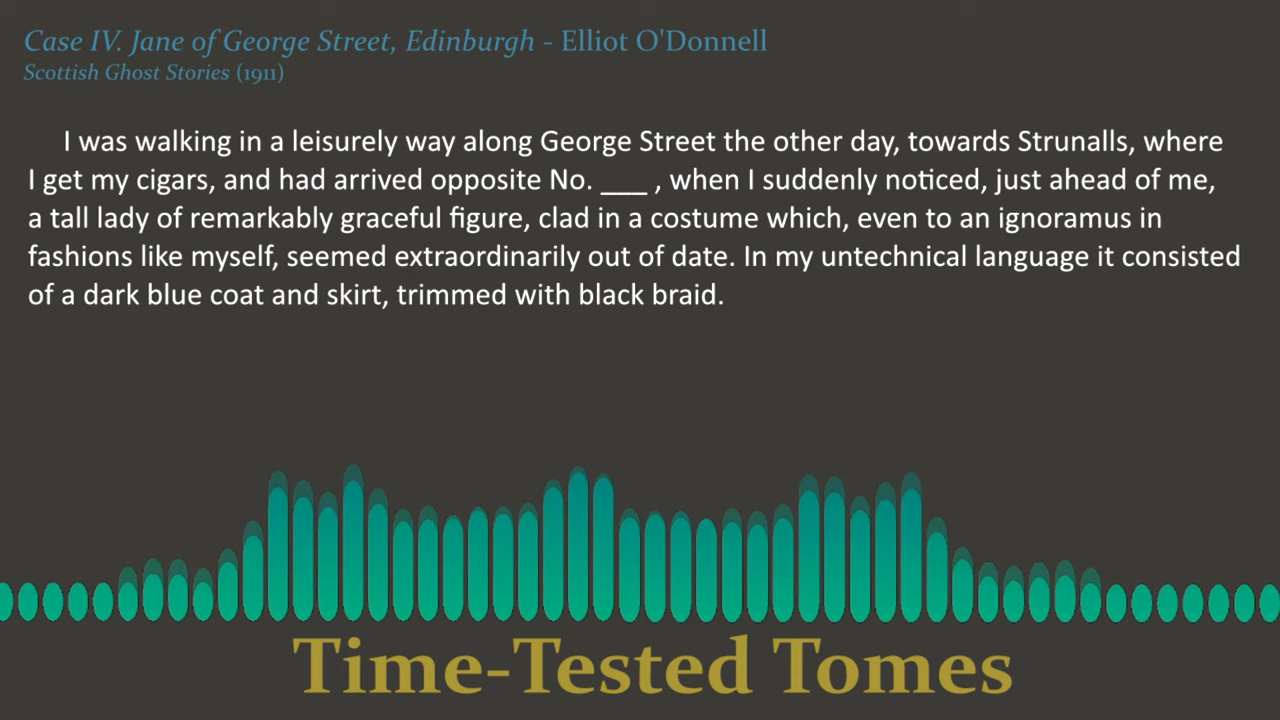 Case IV. Jane of George Street, Edinburgh - Elliot O'Donnell
Scottish Ghost Stories (1911)
I was walking in a leisurely way along George Street the other day, towards Strunalls, where
I get my cigars, and had arrived opposite No. ___ , when I suddenly noticed, just ahead of me,
a tall lady of remarkably graceful figure, clad in a costume which, even to an ignoramus in
fashions like myself, seemed extraordinarily out of date. In my untechnical language it consisted
of a dark blue coat and skirt, trimmed with black braid.
Time-Tested Tomes